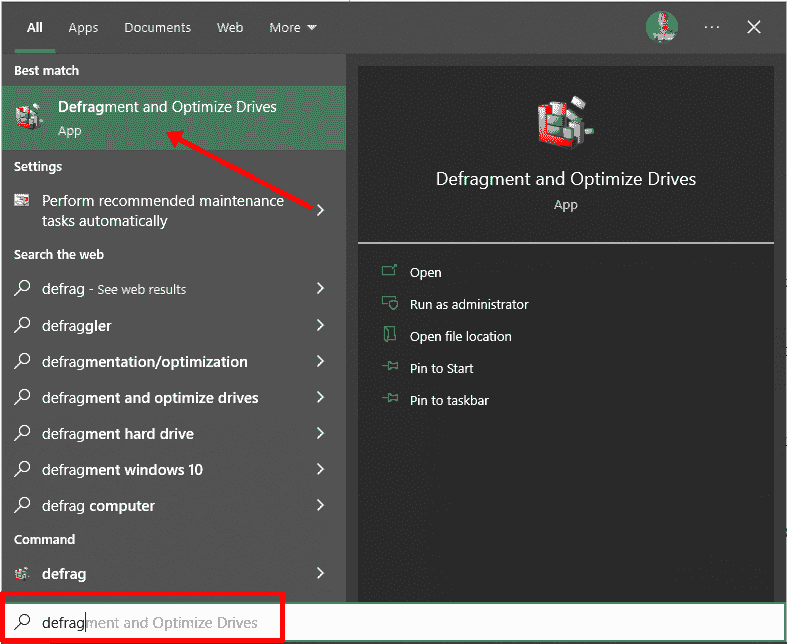 All Apps Documents Web More
Best match
Defragment and Optimize Drives
App
Settings
Perform recommended maintenance
tasks automatically
Search the web
defrag - See web results
defraggler
defragmentation/optimization
defragment and optimize drives
defragment hard drive
defragment windows 10
defrag computer
Command
defrag
defragment and Optimize Drives
Defragment and Optimize Drives
App
Open
Run as administrator
Open file location
Pin to Start
Pin to taskbar